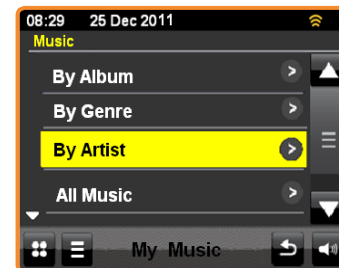 08:29 25 Dec 2011
Music
By Album
By Genre
By Artist
All Music
My Music